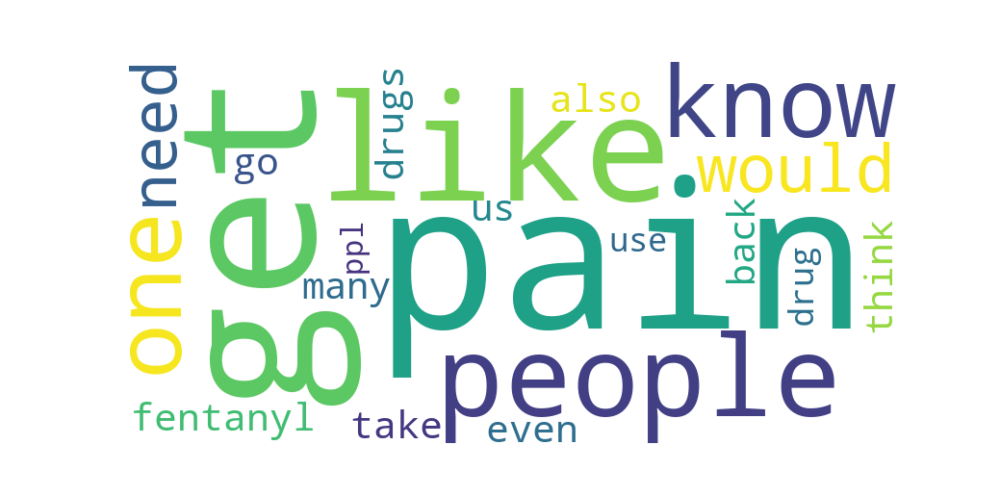 need
get
like
drugs
also
know
go
would
one
us
pain
ppl
use
back
drug
think
many
people
fentanyl
take
even